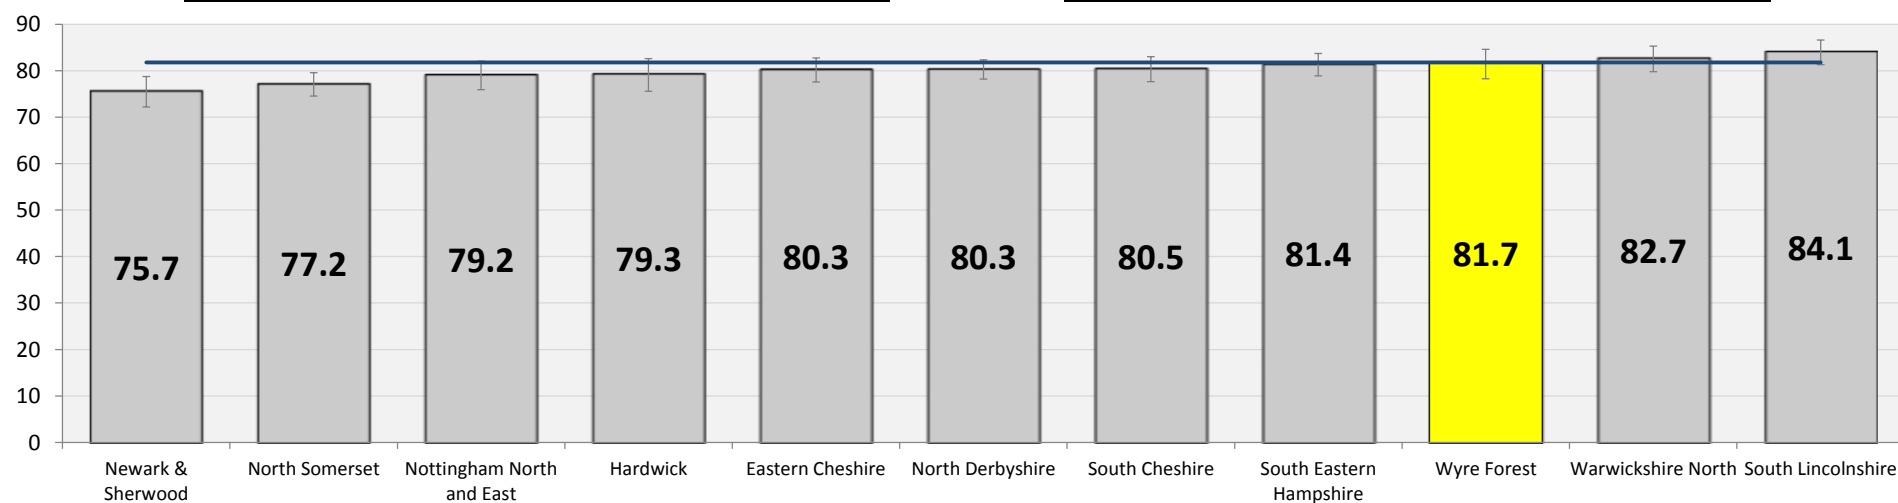 90
80
70
60
50
40
30
20
10
0
75.7
77.2
79.2
79.3
80.3
80.3
80.5
81.4
81.7
82.7
84.1
Newark &
Sherwood
North Somerset
Nottingham North
and East
Hardwick
Eastern Cheshire
North Derbyshire
South Cheshire
South Eastern
Hampshire
Wyre Forest
Warwickshire North
South Lincolnshire